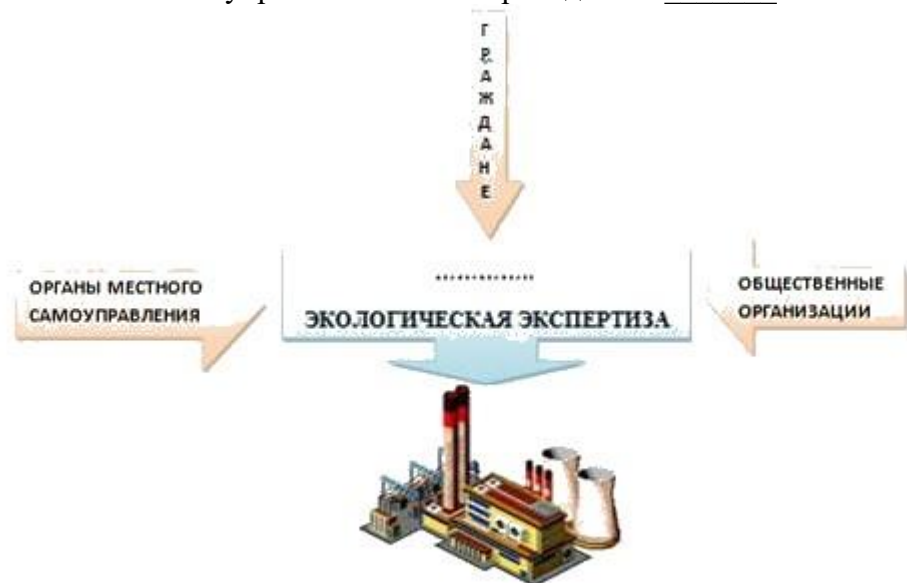 ГРАЖДАНЕ
..............
ЭКОЛОГИЧЕСКАЯ ЭКСПЕРТИЗА
ОРГАНЫ МЕСТНОГО
САМОУПРАВЛЕНИЯ
ОБЩЕСТВЕННЫЕ
ОРГАНИЗАЦИИ